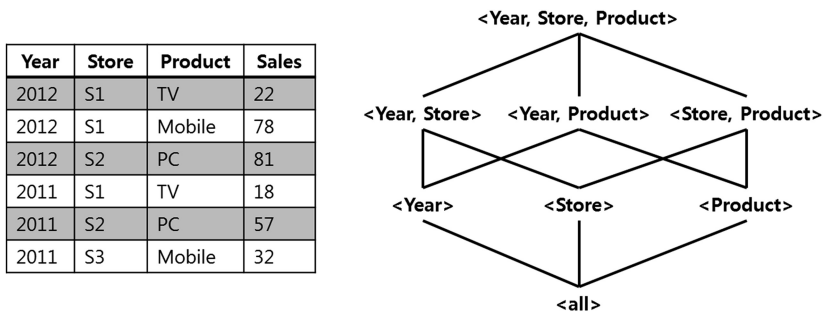 Year Store Product Sales
2012 S1 TV 22
2012 S1 Mobile 78
2012 S2 PC 81
2011 S1 TV 18
2011 S2 PC 57
2011 S3 Mobile 32
<Year, Store, Product>
<Year, Store> <Year, Product> <Store, Product>
<Year> <Store> <Product>
<all>